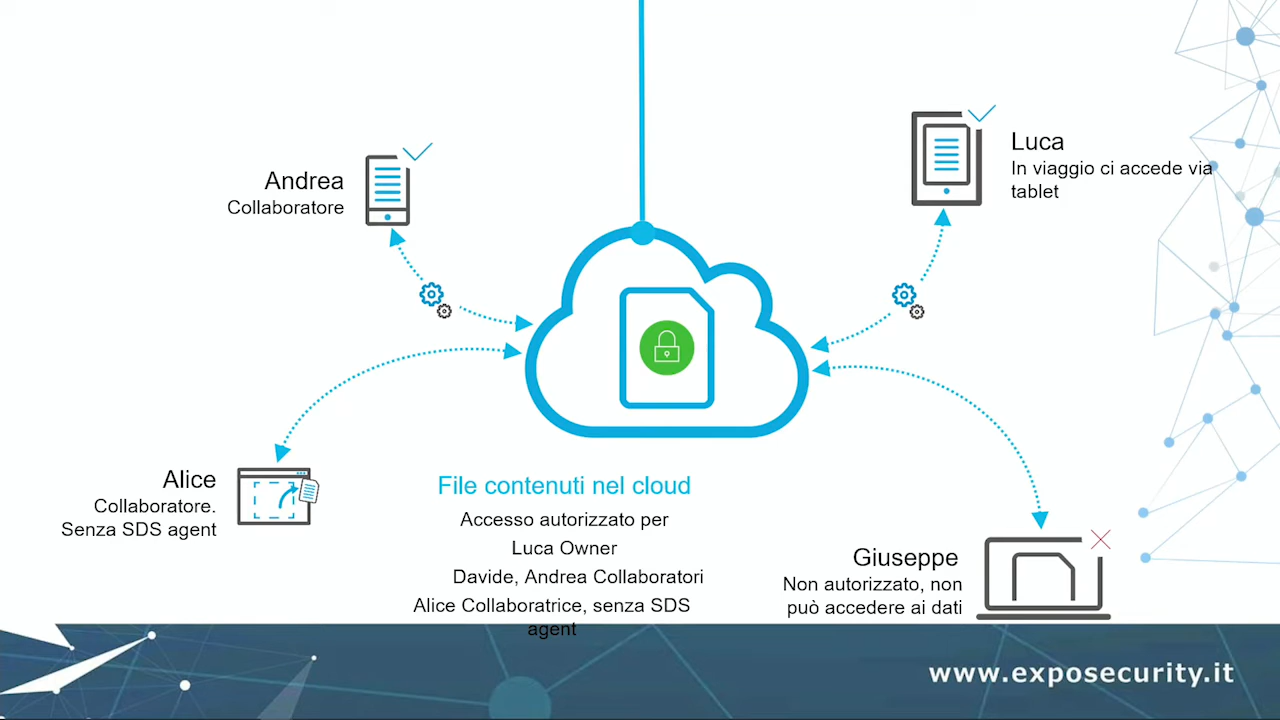 Andrea
Collaboratore
Luca
In viaggio ci accede via
tablet
Alice
Collaboratore.
Senza SDS agent
File contenuti nel cloud
Accesso autorizzato per
Luca Owner
Davide, Andrea Collaboratori
Alice Collaboratrice, senza SDS
agent
Giuseppe
Non autorizzato, non
può accedere ai dati
www.exposecurity.it